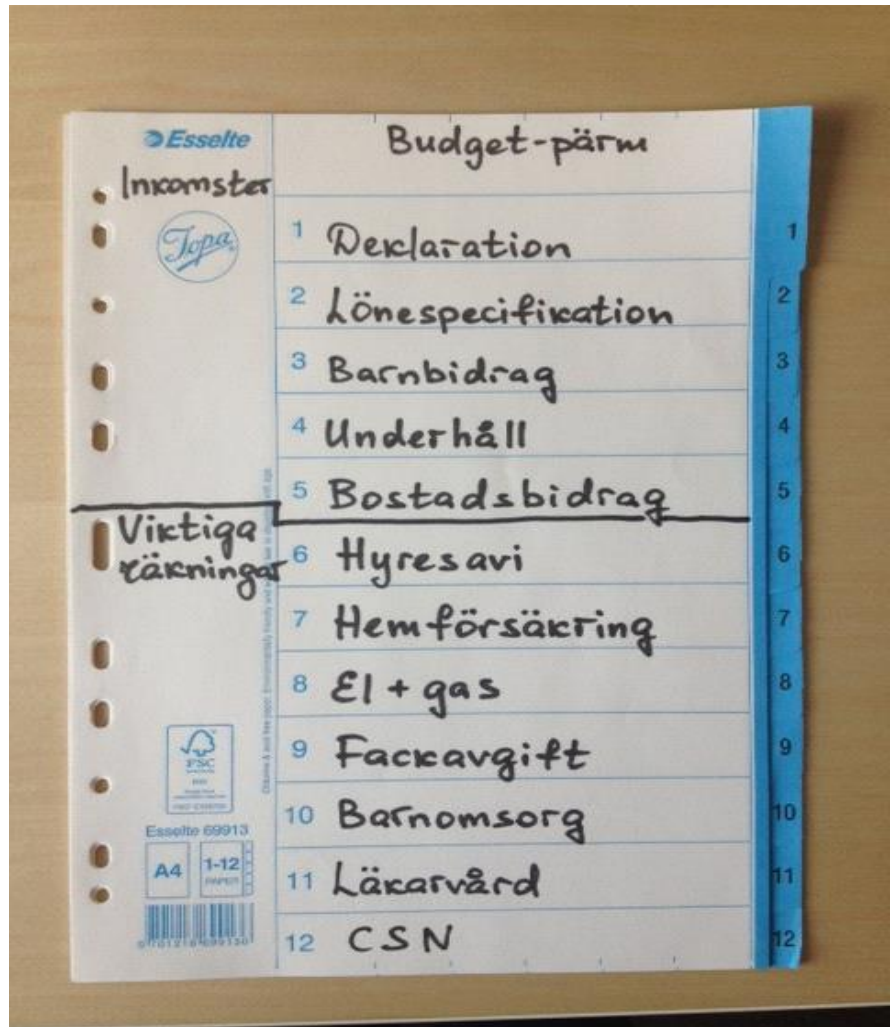 Esselte
Budget-pärm
Inkomster
Topa
1 Deklaration 1
2 Lönespecifikation 2
3 Barnbidrag 3
4 Underhåll 4
5 Bostadsbidrag 5
Viktiga
räkningar
6 Hyresavi 6
7 Hemförsäkring 7
8 El + gas 8
9 Fackavgift 9
10 Barnomsorg 10
11 Läkarvård 11
12 CSN 12
FSC
Esselte 69913
A4
1-12
PAPER